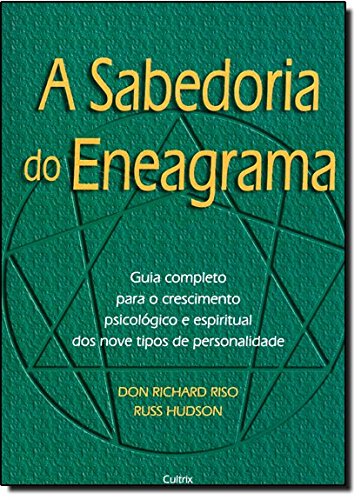 A Sabedoria
do Eneagrama
Guia completo
para o crescimento
psicológico e espiritual
dos nove tipos de personalidade
DON RICHARD RISO
RUSS HUDSON
Cultrix